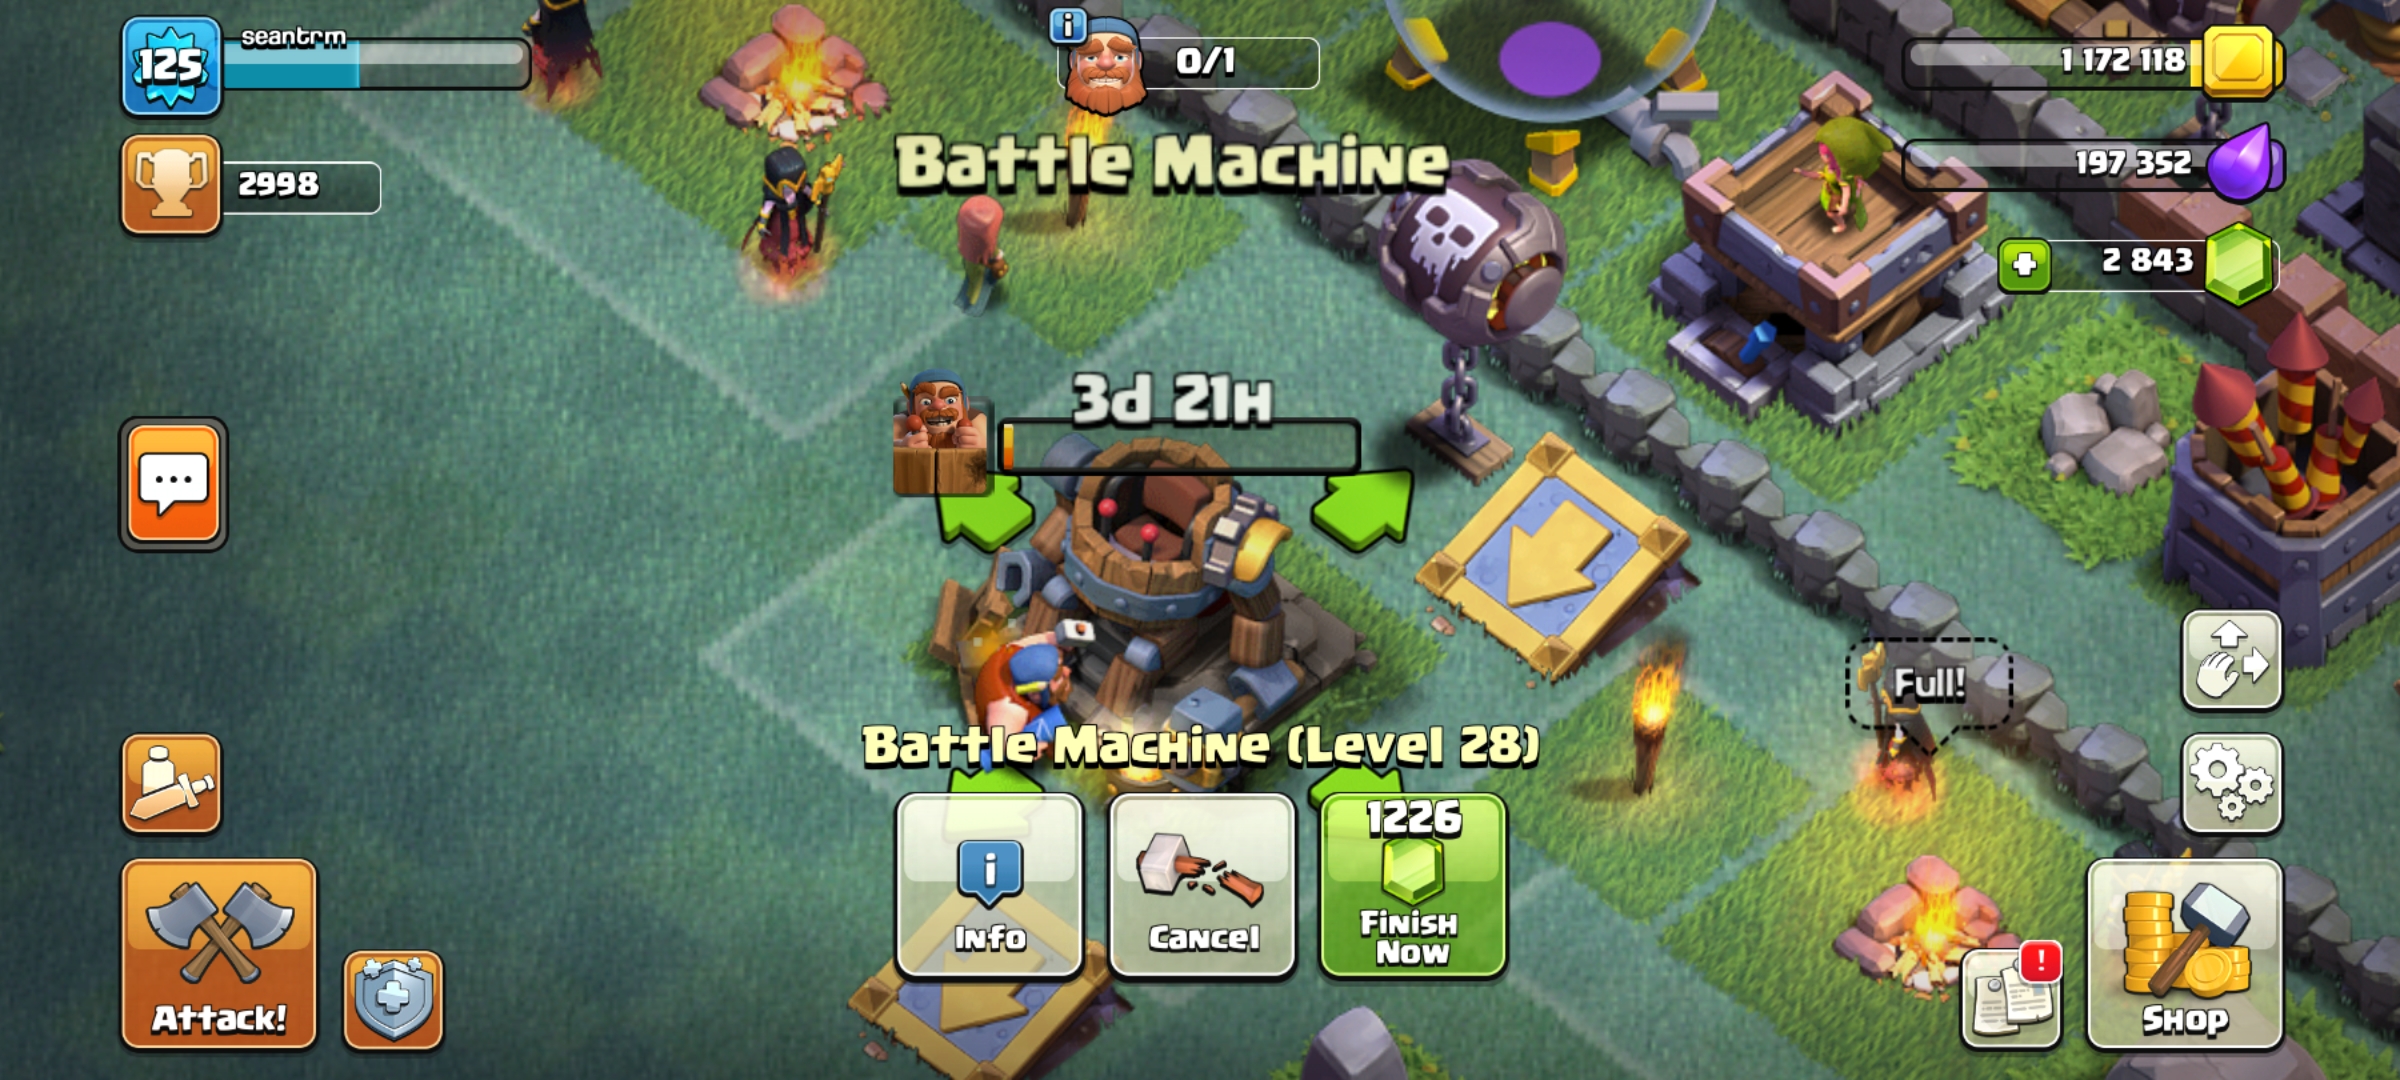 125
seantrm
0/1
1 172 118
Battle Machine
197 352
2998
2 843
3d 21H
Full!
Battle Machine (Level 28)
1226
Info
Cancel
Finish
Now
Attack!
!
Shop